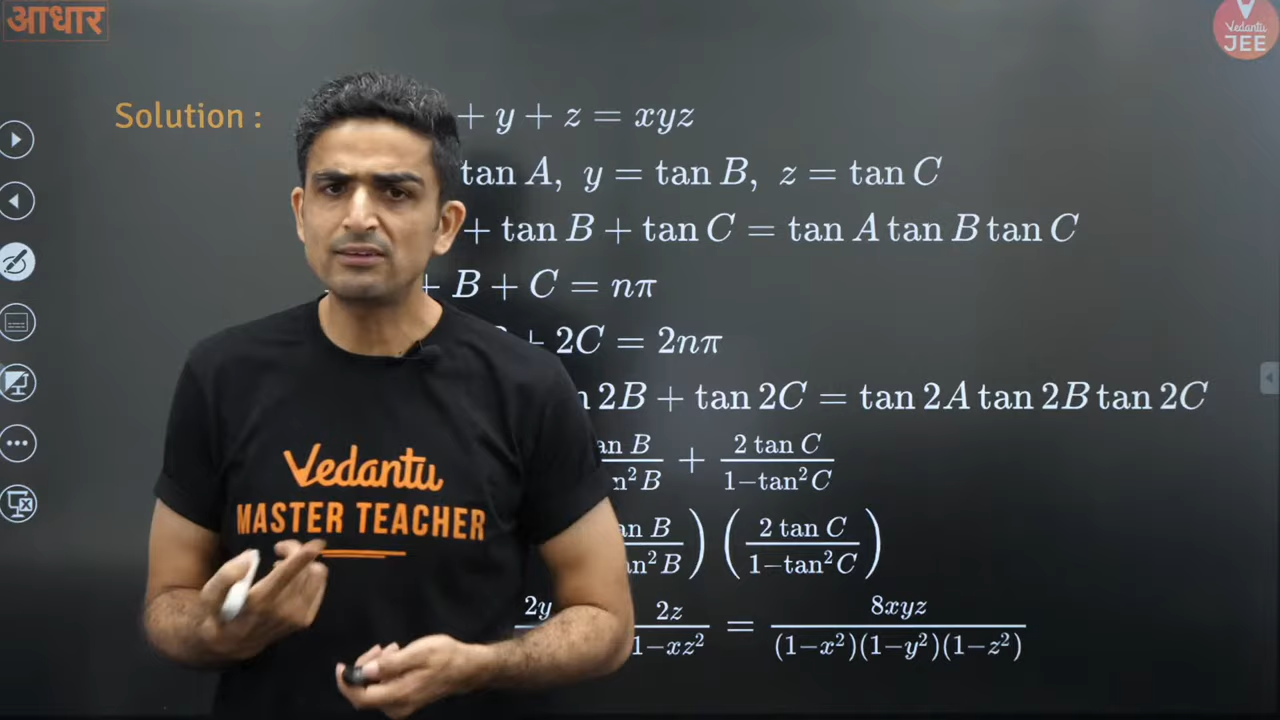 आधार
Vedantu
JEE
Solution :
+ y + z = xyz
tan A, y = tan B, z = tan C
+ tan B + tan C = tan A tan B tan C
+ B + C = nπ
+ 2C = 2nπ
2B + tan 2C = tan 2A tan 2B tan 2C
an B + 2 tan C
n²B 1−tan²C
Vedantu
MASTER TEACHER
an B ) ( 2 tan C )
an²B 1−tan²C
2y 2z = 8xyz
1−xz² (1−x²)(1−y²)(1−z²)